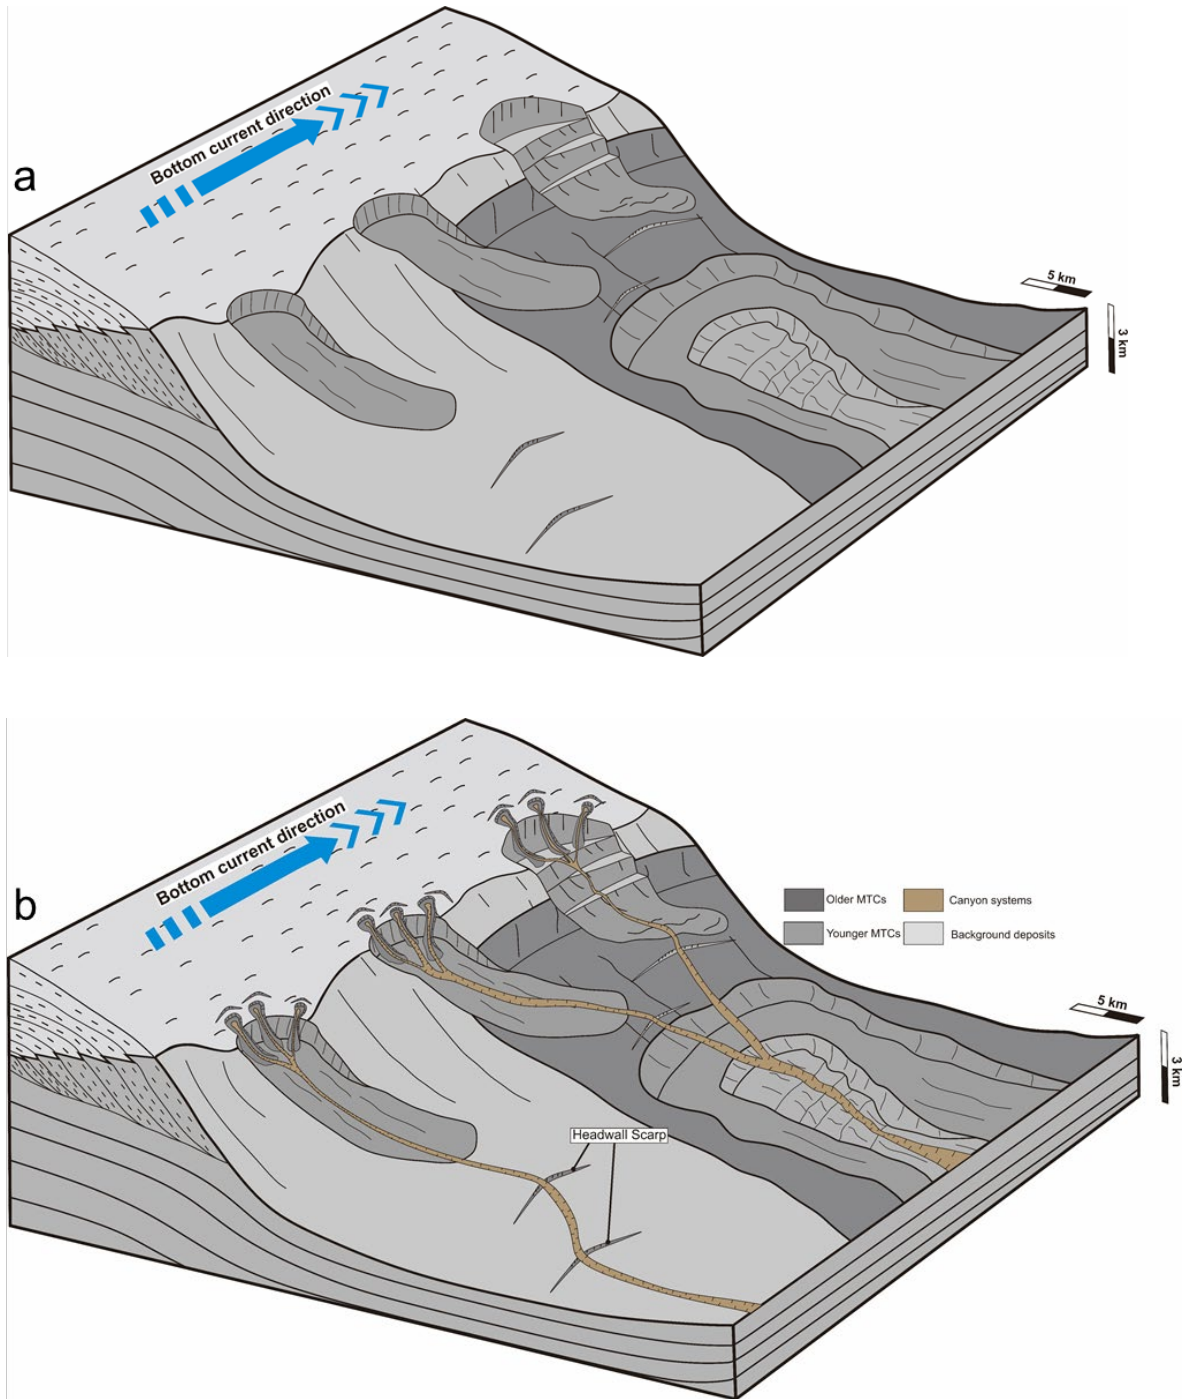 a
Bottom current direction
5 km
3 km
b
Bottom current direction
Older MTCs
Canyon systems
Younger MTCs
Background deposits
5 km
3 km
Headwall Scarp